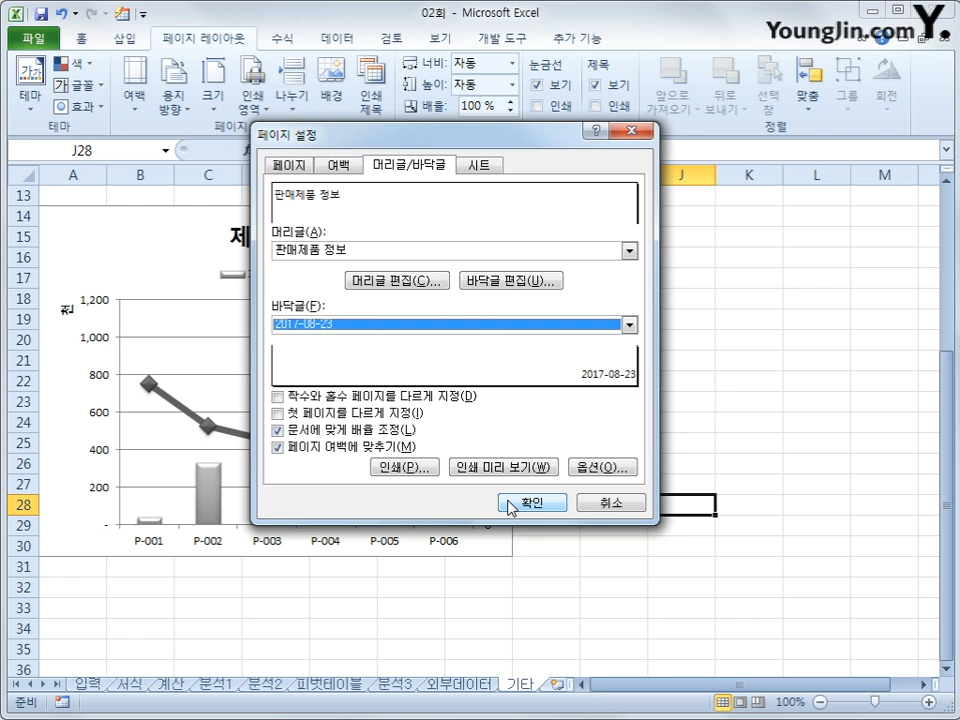 02회 - Microsoft Excel
Younglin.com Y.
파일 홈 삽입 페이지 레이아웃 수식 데이터 검토 보기 개발 도구 추가 기능
색 너비: 자동 눈금선 제목
가가 가 글꼴 높이: 자동 보기 보기
테마 효과 여백 용지 방향 크기 인쇄 영역 나누기 배경 인쇄 제목 배율: 100 % 인쇄 인쇄 앞으로 가져오기 뒤로 보내기 선택 창 맞춤 그룹 회전
테마 정렬
J28
페이지 설정
페이지 여백 머리글/바닥글 시트
판매제품 정보
머리글(A):
판매제품 정보
머리글 편집(C)... 바닥글 편집(U)...
바닥글(F):
2017-08-23
2017-08-23
짝수와 홀수 페이지를 다르게 지정(D)
첫 페이지를 다르게 지정(I)
문서에 맞게 배율 조정(L)
페이지 여백에 맞추기(M)
인쇄(P)... 인쇄 미리 보기(W) 옵션(O)...
확인 취소
A B C J K L M
13
14
15
16
17
18
19
20
21
22
23
24
25
26
27
28
29
30
31
32
33
34
35
36
제
천
1,200
1,000
800
600
400
200
-
P-001 P-002 P-003 P-004 P-005 P-006
입력 서식 계산 분석1 분석2 피벗테이블 분석3 외부데이터 기타
준비 100%